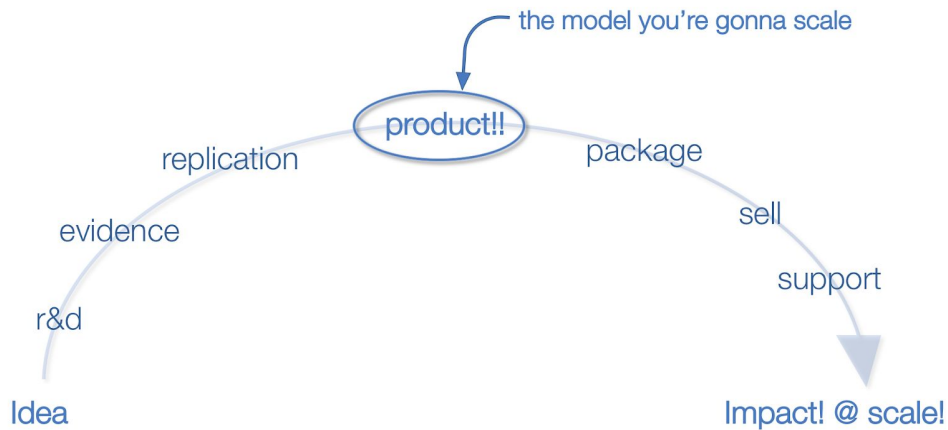 the model you're gonna scale
product!!
replication
package
evidence
sell
support
r&d
Idea
Impact! @ scale!